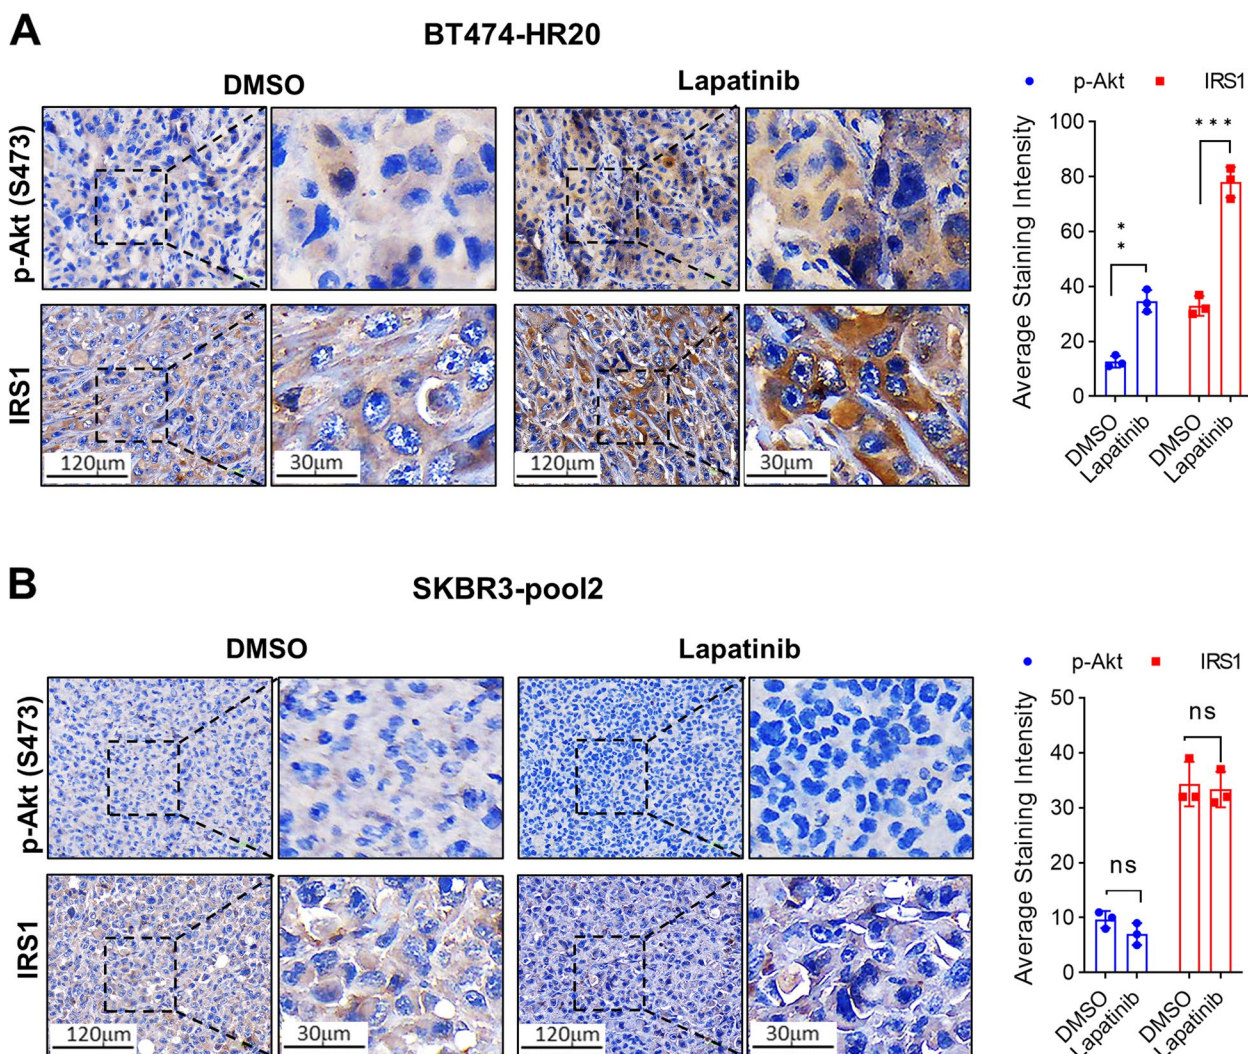 A
BT474-HR20
DMSO
Lapatinib
p-Akt (S473)
IRS1
120µm
30µm
120µm
30µm
p-Akt
IRS1
Average Staining Intensity
100
80
60
40
20
0
* *
* * *
DMSO
Lapatinib
DMSO
Lapatinib
B
SKBR3-pool2
DMSO
Lapatinib
p-Akt (S473)
IRS1
120µm
30µm
120µm
30µm
p-Akt
IRS1
Average Staining Intensity
50
40
30
20
10
0
ns
ns
DMSO
Lapatinib
DMSO
Lapatinib